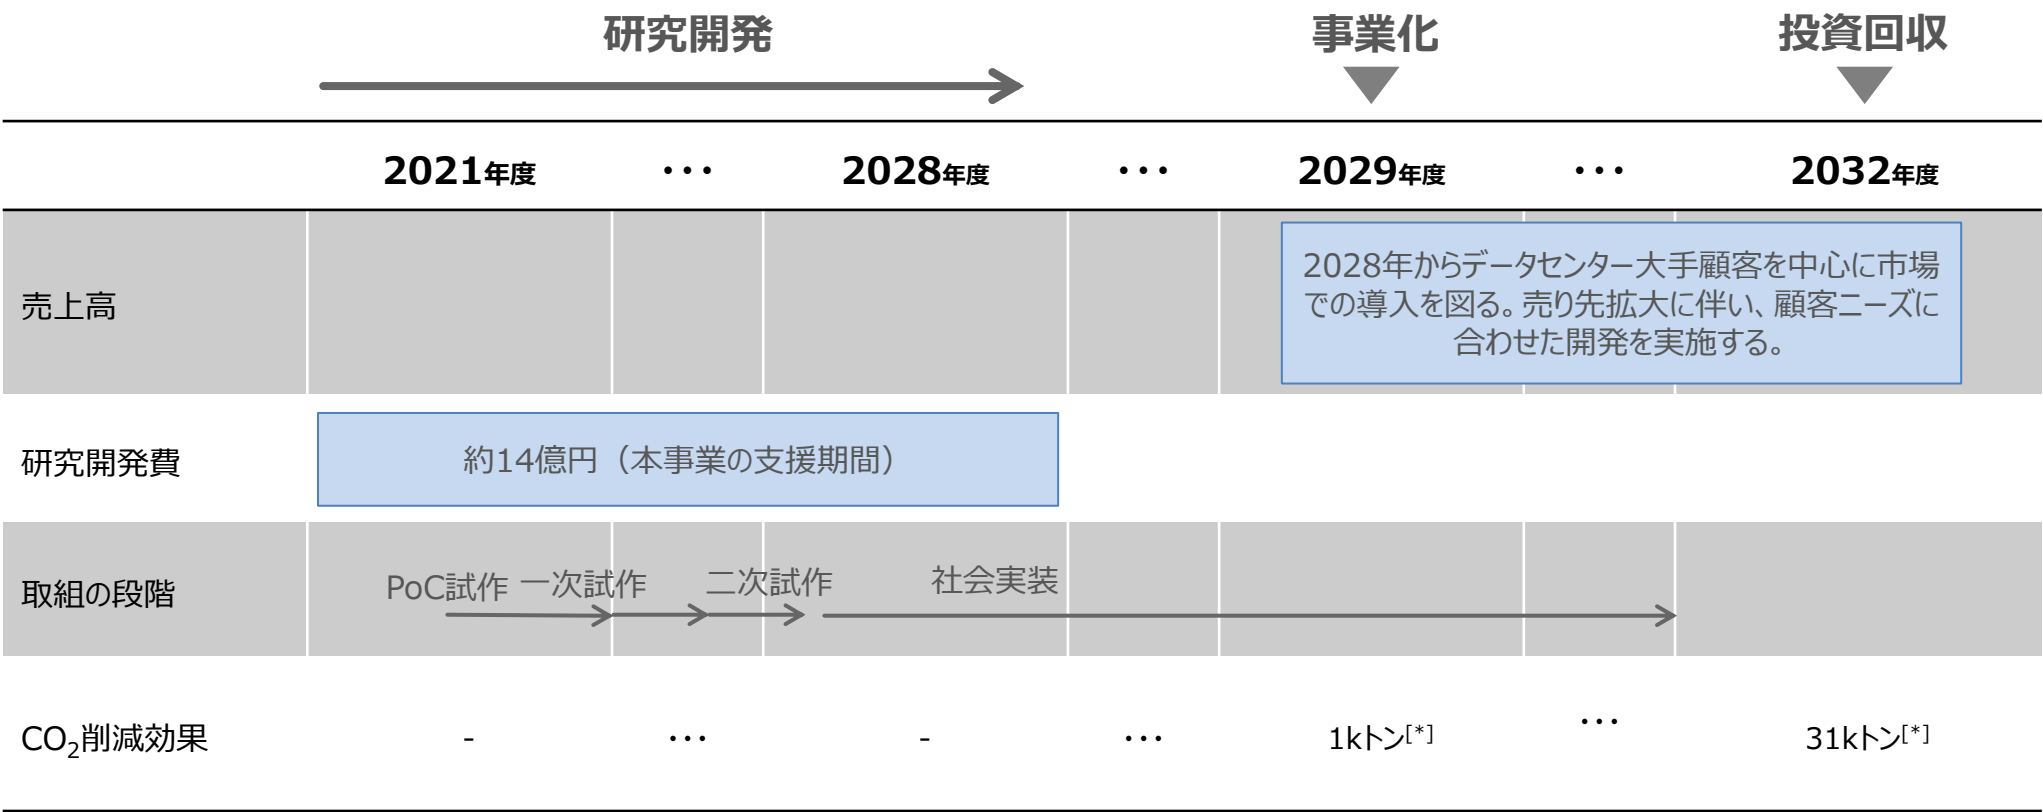 研究開発 事業化 投資回収
2021年度 ・・・ 2028年度 ・・・ 2029年度 ・・・ 2032年度
売上高
2028年からデータセンター大手顧客を中心に市場
での導入を図る。売り先拡大に伴い、顧客ニーズに
合わせた開発を実施する。
研究開発費 約14億円（本事業の支援期間）
取組の段階 PoC試作 一次試作 二次試作 社会実装
CO₂削減効果 - ・・・ - ・・・ 1kトン[*] ・・・ 31kトン[*]